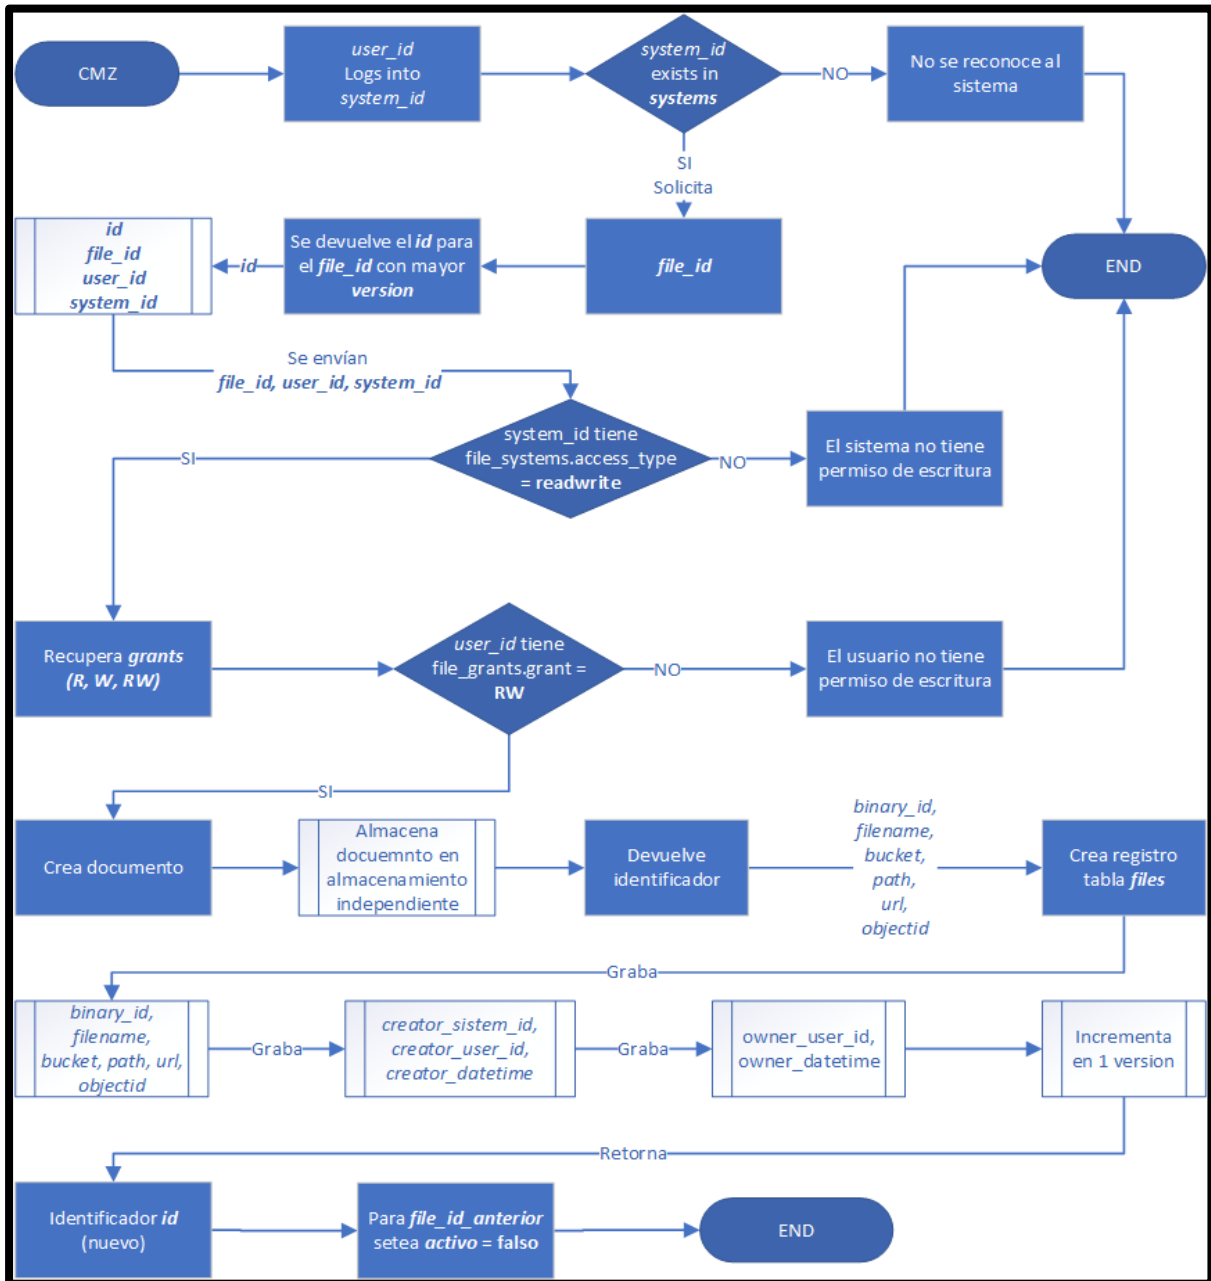 CMZ
user_id
Logs into
system_id
system_id
exists in
systems
NO
No se reconoce al
sistema
SI
Solicita
id
file_id
user_id
system_id
id
Se devuelve el id para
el file_id con mayor
version
file_id
END
Se envían
file_id, user_id, system_id
SI
system_id tiene
file_systems.access_type
= readwrite
NO
El sistema no tiene
permiso de escritura
Recupera grants
(R, W, RW)
user_id tiene
file_grants.grant =
RW
NO
El usuario no tiene
permiso de escritura
SI
Crea documento
Almacena
docuemnto en
almacenamiento
independiente
Devuelve
identificador
binary_id,
filename,
bucket,
path,
url,
objectid
Crea registro
tabla files
Graba
binary_id,
filename,
bucket, path, url,
objectid
Graba
creator_sistem_id,
creator_user_id,
creator_datetime
Graba
owner_user_id,
owner_datetime
Incrementa
en 1 version
Retorna
Identificador id
(nuevo)
Para file_id_anterior
setea activo = falso
END